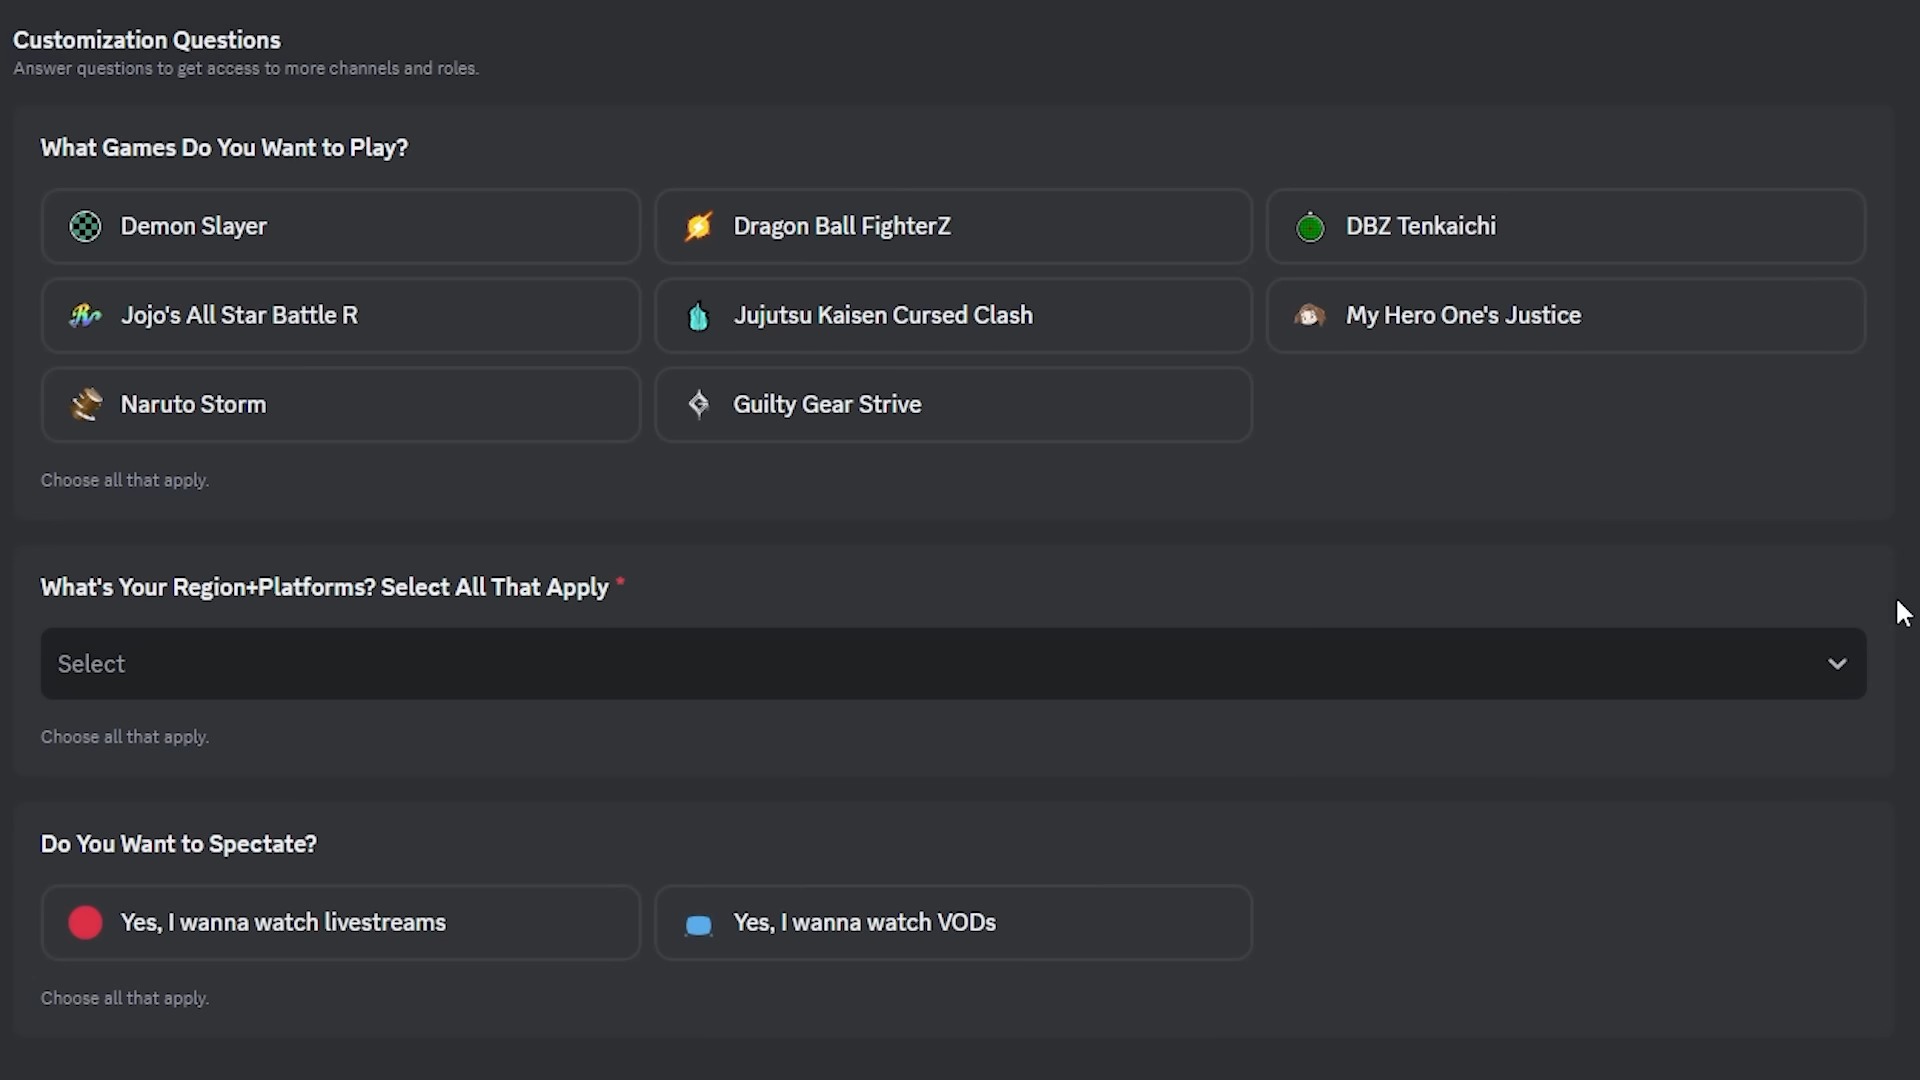 Customization Questions
Answer questions to get access to more channels and roles.
What Games Do You Want to Play?
Demon Slayer
Dragon Ball FighterZ
DBZ Tenkaichi
Jojo's All Star Battle R
Jujutsu Kaisen Cursed Clash
My Hero One's Justice
Naruto Storm
Guilty Gear Strive
Choose all that apply.
What's Your Region+Platforms? Select All That Apply *
Select
Choose all that apply.
Do You Want to Spectate?
Yes, I wanna watch livestreams
Yes, I wanna watch VODs
Choose all that apply.